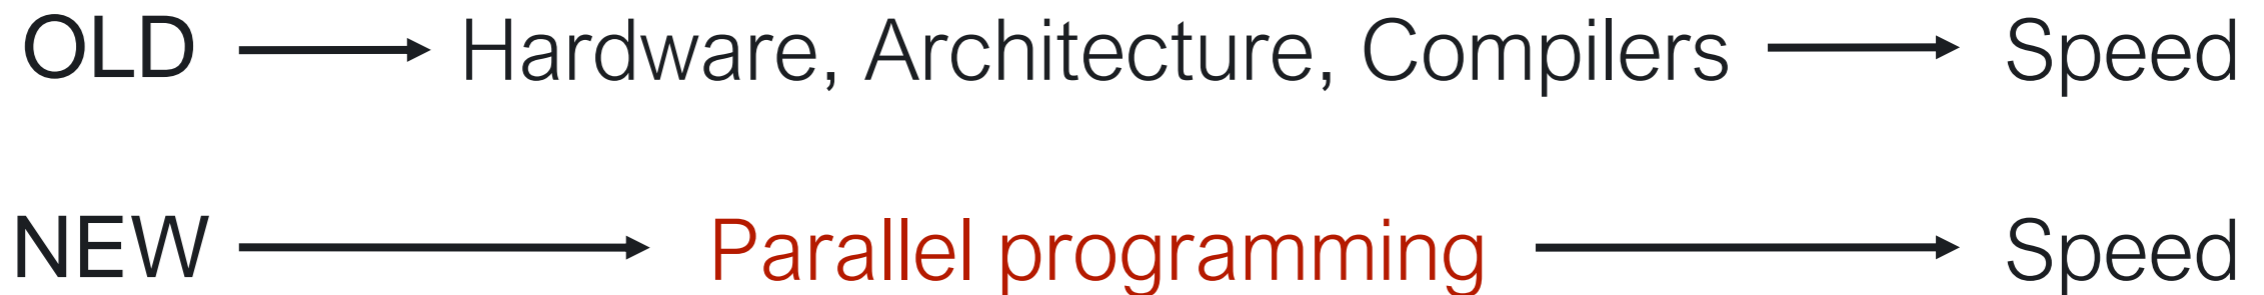 OLD Hardware, Architecture, Compilers Speed
NEW Parallel programming Speed